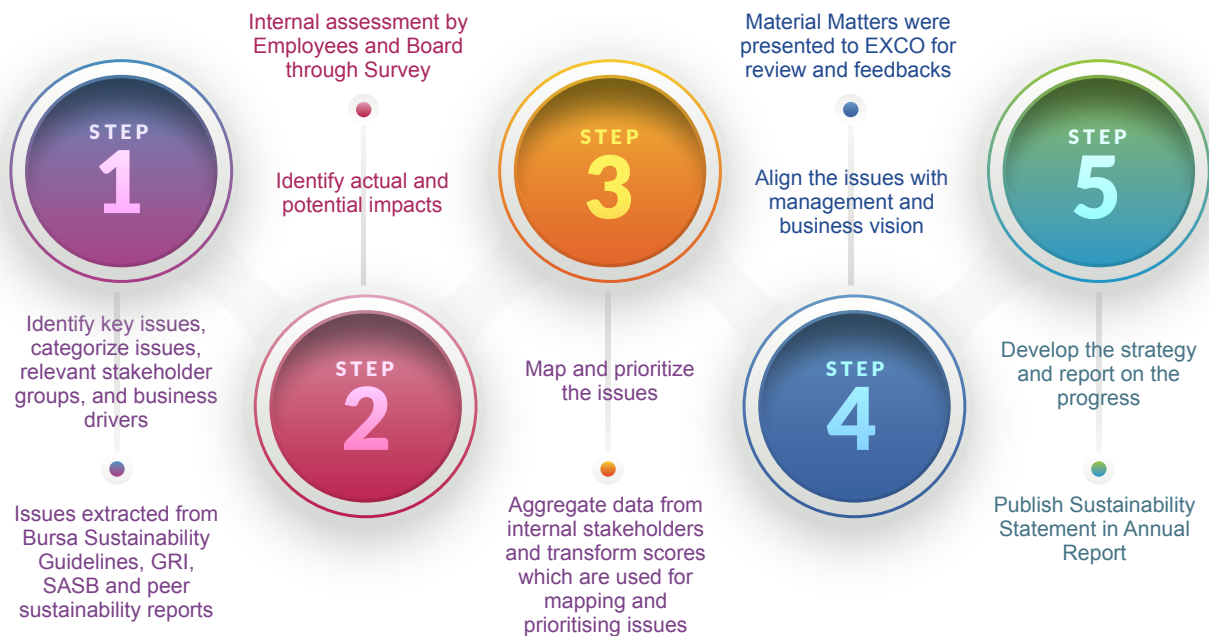 STEP
1
Identify key issues,
categorize issues,
relevant stakeholder
groups, and business
drivers
Issues extracted from
Bursa Sustainability
Guidelines, GRI,
SASB and peer
sustainability reports
Internal assessment by
Employees and Board
through Survey
Identify actual and
potential impacts
STEP
2
STEP
3
Map and prioritize
the issues
Aggregate data from
internal stakeholders
and transform scores
which are used for
mapping and
prioritising issues
Material Matters were
presented to EXCO for
review and feedbacks
Align the issues with
management and
business vision
STEP
4
STEP
5
Develop the strategy
and report on the
progress
Publish Sustainability
Statement in Annual
Report